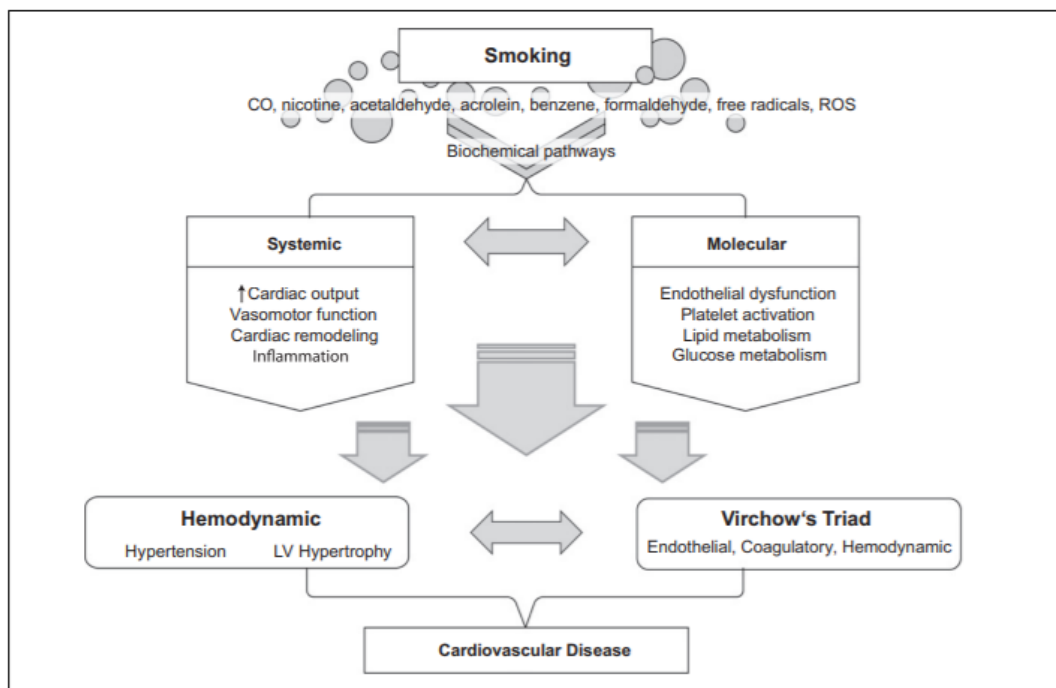 Smoking
CO, nicotine, acetaldehyde, acrolein, benzene, formaldehyde, free radicals, ROS
Biochemical pathways
Systemic
↑Cardiac output
Vasomotor function
Cardiac remodeling
Inflammation
Molecular
Endothelial dysfunction
Platelet activation
Lipid metabolism
Glucose metabolism
Hemodynamic
Hypertension LV Hypertrophy
Virchow‘s Triad
Endothelial, Coagulatory, Hemodynamic
Cardiovascular Disease